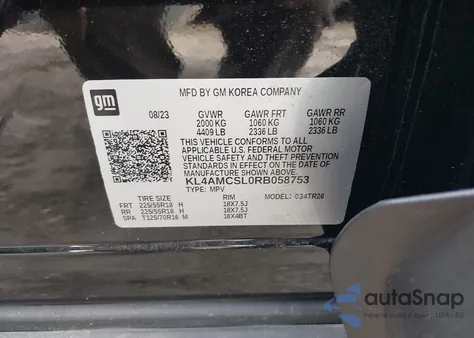 gm
MFD BY GM KOREA COMPANY
08/23 GVWR GAWR FRT GAWR RR
2000 KG 1060 KG 1060 KG
4409 LB 2336 LB 2336 LB
THIS VEHICLE CONFORMS TO ALL
APPLICABLE U.S. FEDERAL MOTOR
VEHICLE SAFETY AND THEFT PREVENTION
STANDARDS IN EFFECT ON THE DATE OF
MANUFACTURE SHOWN ABOVE.
KL4AMCSL0RB058753
TYPE: MPV
TIRE SIZE RIM MODEL: 034TR26
FRT 225/55R18 H 18X7.5J
RR 225/55R18 H 18X7.5J
SPA T125/70R16 M 16X4BT
autoSnap